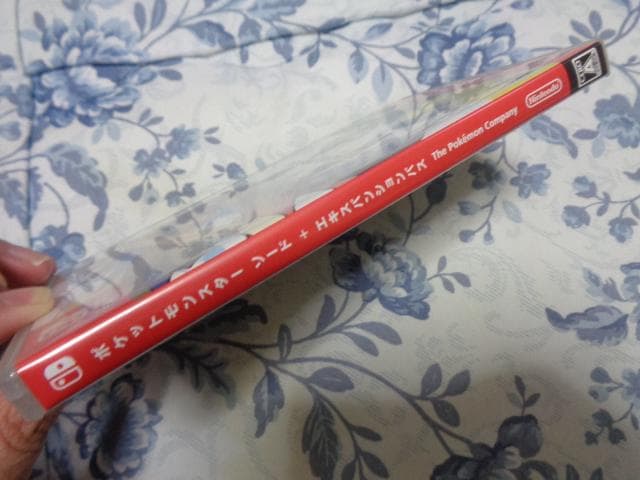 ポケットモンスター ソード + エキスパンションパス The Pokémon Company Nintendo
A